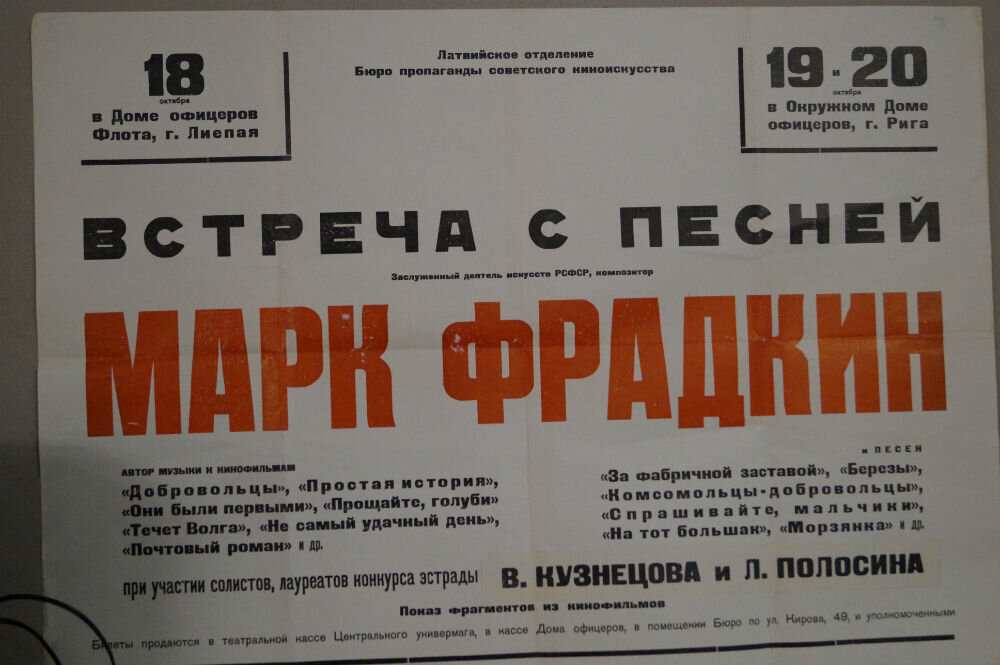 18
октября
в Доме офицеров
Флота, г. Лиепая
Латвийское отделение
Бюро пропаганды советского киноискусства
19 и 20
октября
в Окружном Доме
офицеров, г. Рига
ВСТРЕЧА С ПЕСНЕЙ
Заслуженный деятель искусств РСФСР, композитор
МАРК ФРАДКИН
АВТОР МУЗЫКИ К КИНОФИЛЬМАМ
«Добровольцы», «Простая история»,
«Они были первыми», «Прощайте, голуби»
«Течет Волга», «Не самый удачный день»,
«Почтовый роман» и др.
и ПЕСЕН
«За фабричной заставой», «Березы»,
«Комсомольцы-добровольцы»,
«Спрашивайте, мальчики»,
«На тот большак», «Морзянка» и др.
при участии солистов, лауреатов конкурса эстрады В. КУЗНЕЦОВА и Л. ПОЛОСИНА
Показ фрагментов из кинофильмов
Билеты продаются в театральной кассе Центрального универмага, в кассе Дома офицеров, в помещении Бюро по ул. Кирова, 49, и уполномоченными